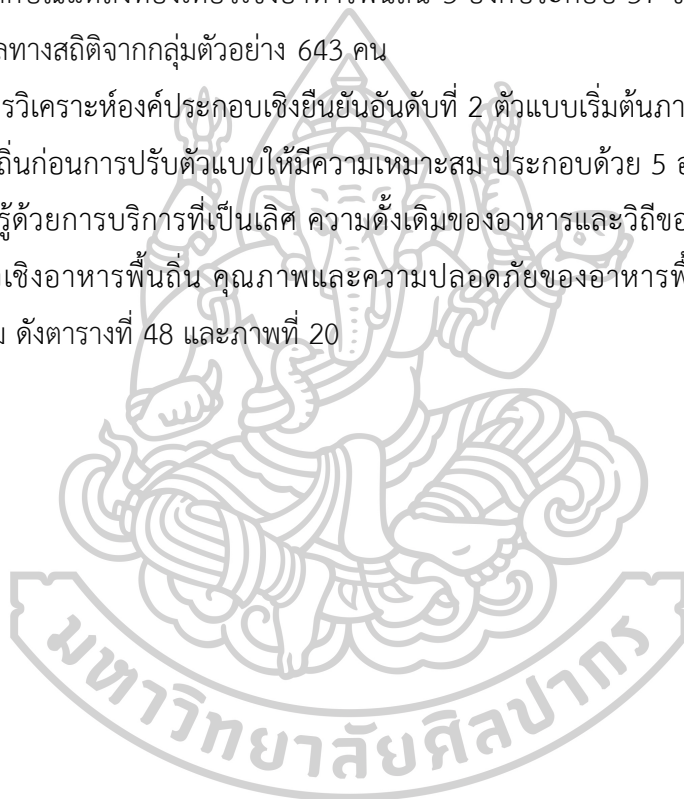 ลทางสถิติจากกลุ่มตัวอย่าง 643 คน
รวิเคราะห์องค์ประกอบเชิงยืนยันอันดับที่ 2 ตัวแบบเริ่มต้นภา
ถิ่นก่อนการปรับตัวแบบให้มีความเหมาะสม ประกอบด้วย 5 อ
รู้ด้วยการบริการที่เป็นเลิศ ความดั้งเดิมของอาหารและวิถีขอ
เชิงอาหารพื้นถิ่น คุณภาพและความปลอดภัยของอาหารพื้
ม ดังตารางที่ 48 และภาพที่ 20
มหาวิทยาลัยศิลปากร